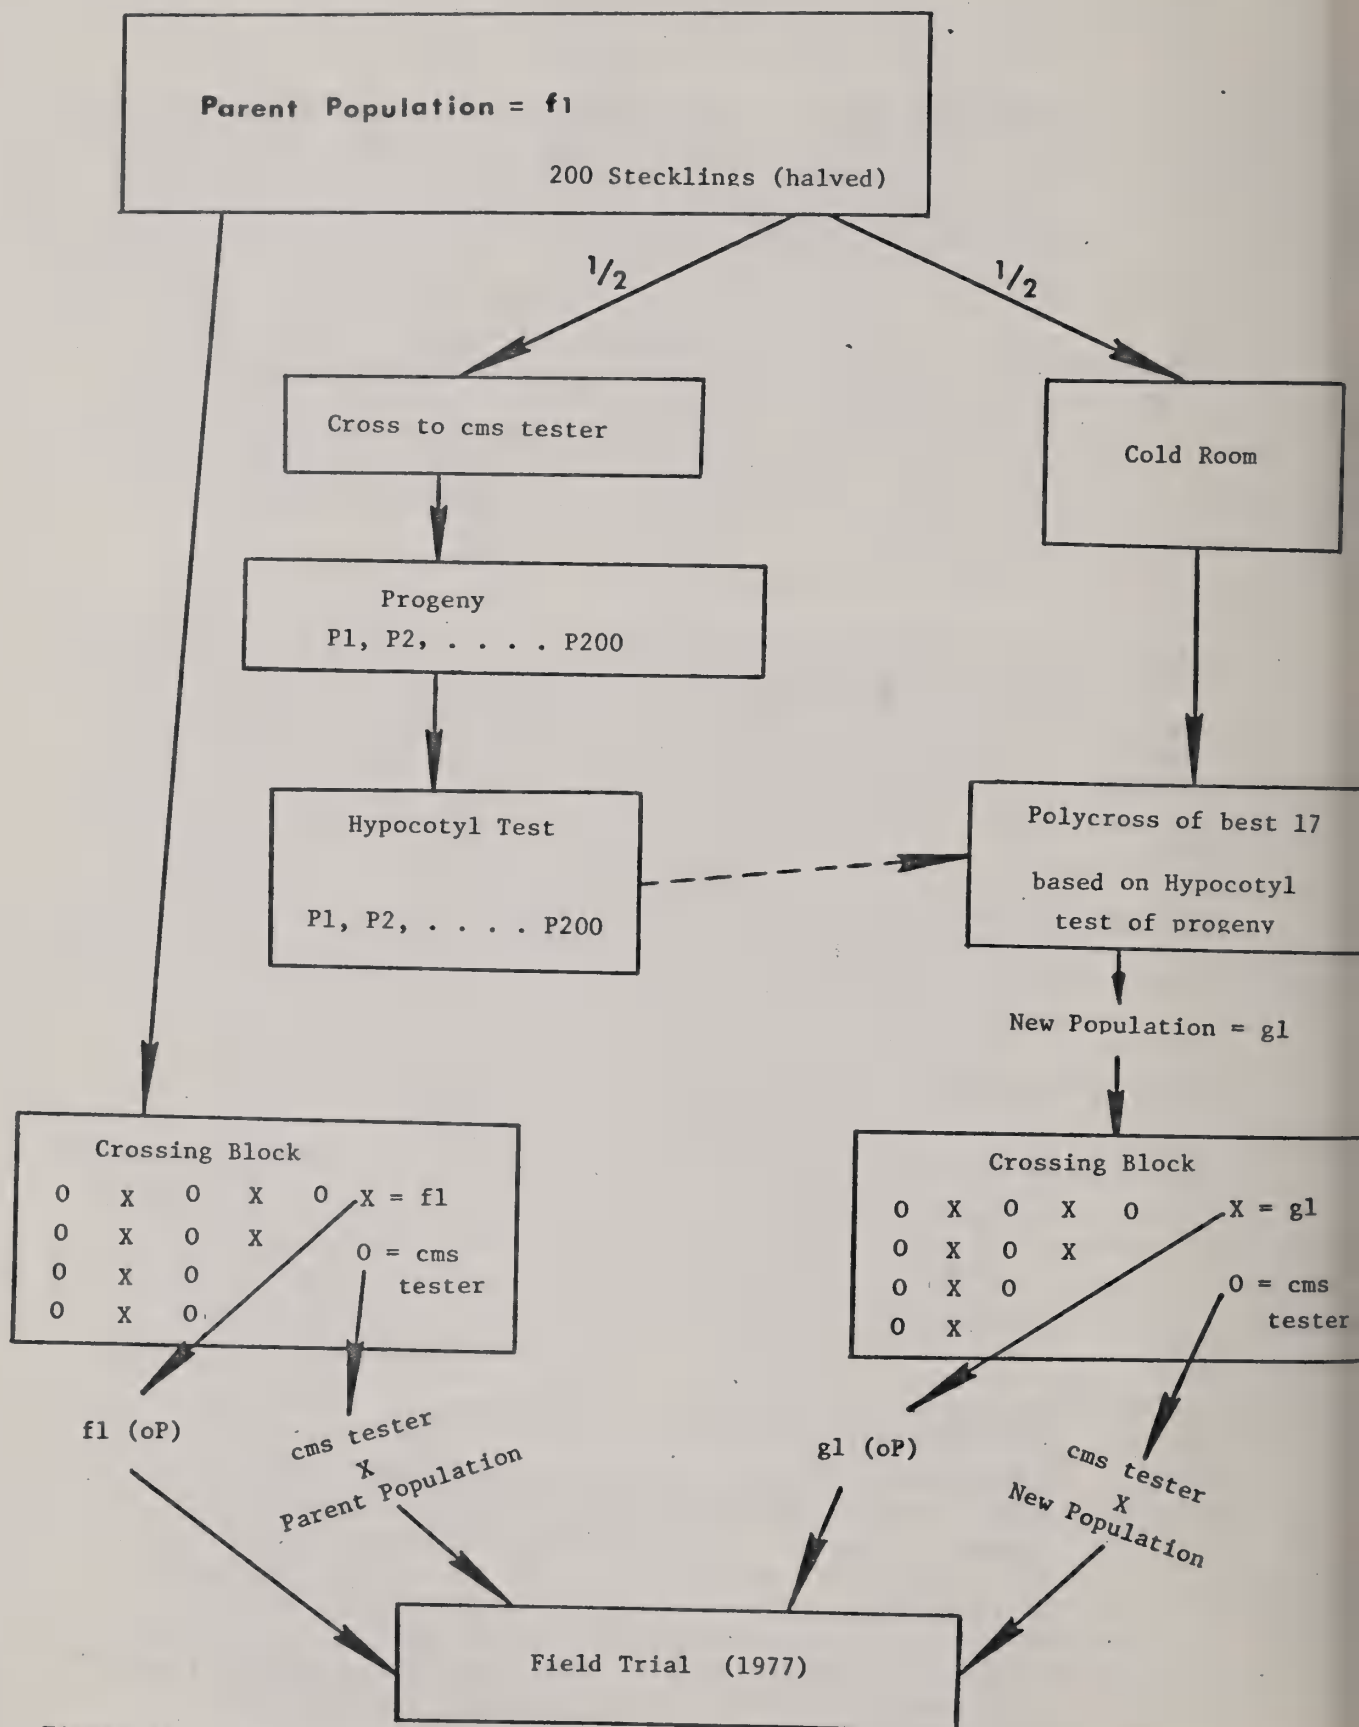 Parent Population = f1
200 Stecklings (halved)
1/2
1/2
Cross to cms tester
Cold Room
Progeny
P1, P2, . . . . P200
Hypocotyl Test
P1, P2, . . . . P200
Polycross of best 17
based on Hypocotyl
test of progeny
New Population = g1
Crossing Block
O X O X O X = f1
O X O X
O = cms
tester
O X O
O X O
Crossing Block
O X O X O X = g1
O X O X
O X O
O = cms
tester
O X
f1 (oP)
cms tester
X
Parent Population
g1 (oP)
cms tester
X
New Population
Field Trial (1977)